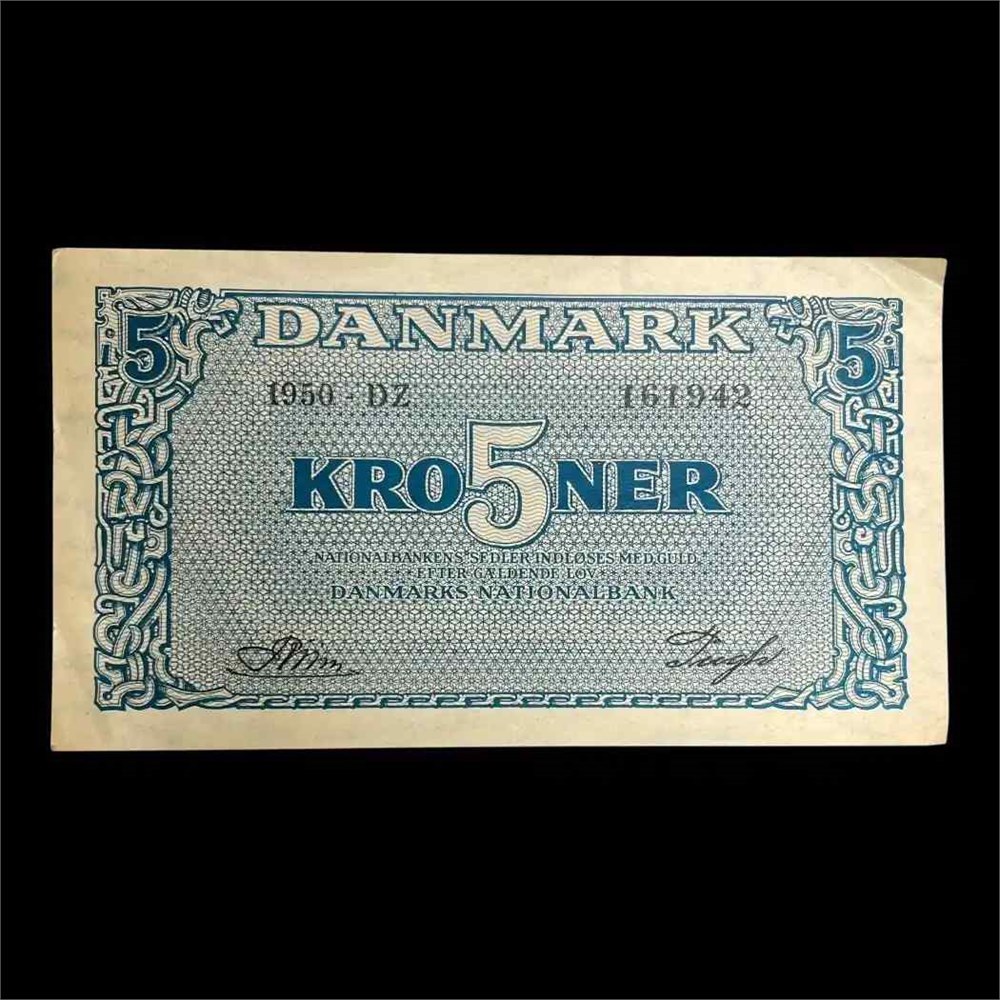 5 DANMARK 5
1950 - DZ 161942
KRO5NER
NATIONALBANKENS SEDLER INDLØSES MED GULD
EFTER GÆLDENDE LOV
DANMARKS NATIONALBANK